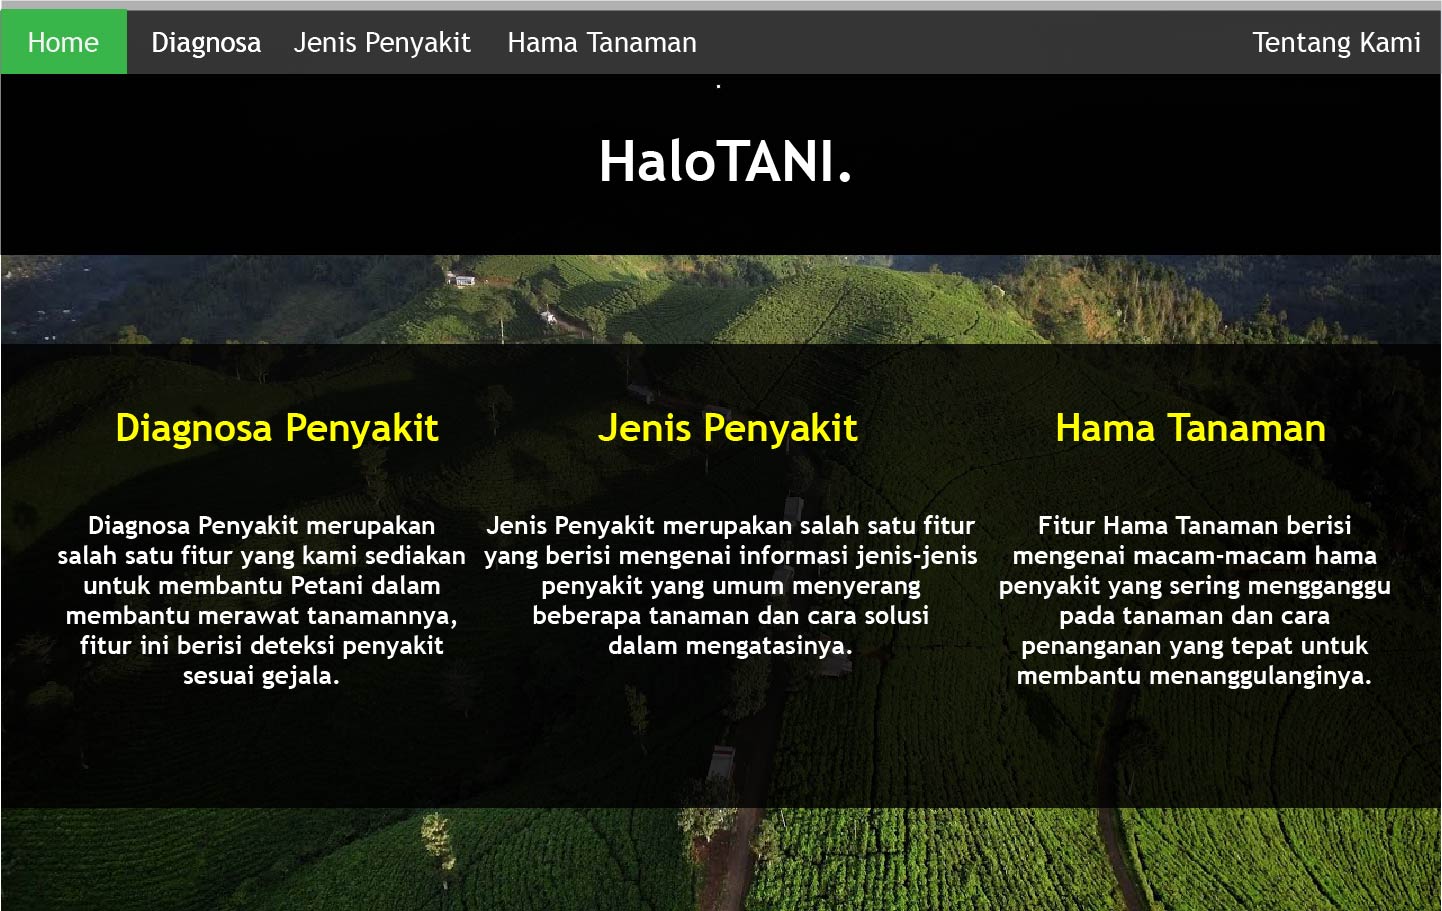 Home Diagnosa Jenis Penyakit Hama Tanaman Tentang Kami
.
HaloTANI.
Diagnosa Penyakit
Diagnosa Penyakit merupakan
salah satu fitur yang kami sediakan
untuk membantu Petani dalam
membantu merawat tanamannya,
fitur ini berisi deteksi penyakit
sesuai gejala.
Jenis Penyakit
Jenis Penyakit merupakan salah satu fitur
yang berisi mengenai informasi jenis-jenis
penyakit yang umum menyerang
beberapa tanaman dan cara solusi
dalam mengatasinya.
Hama Tanaman
Fitur Hama Tanaman berisi
mengenai macam-macam hama
penyakit yang sering mengganggu
pada tanaman dan cara
penanganan yang tepat untuk
membantu menanggulanginya.